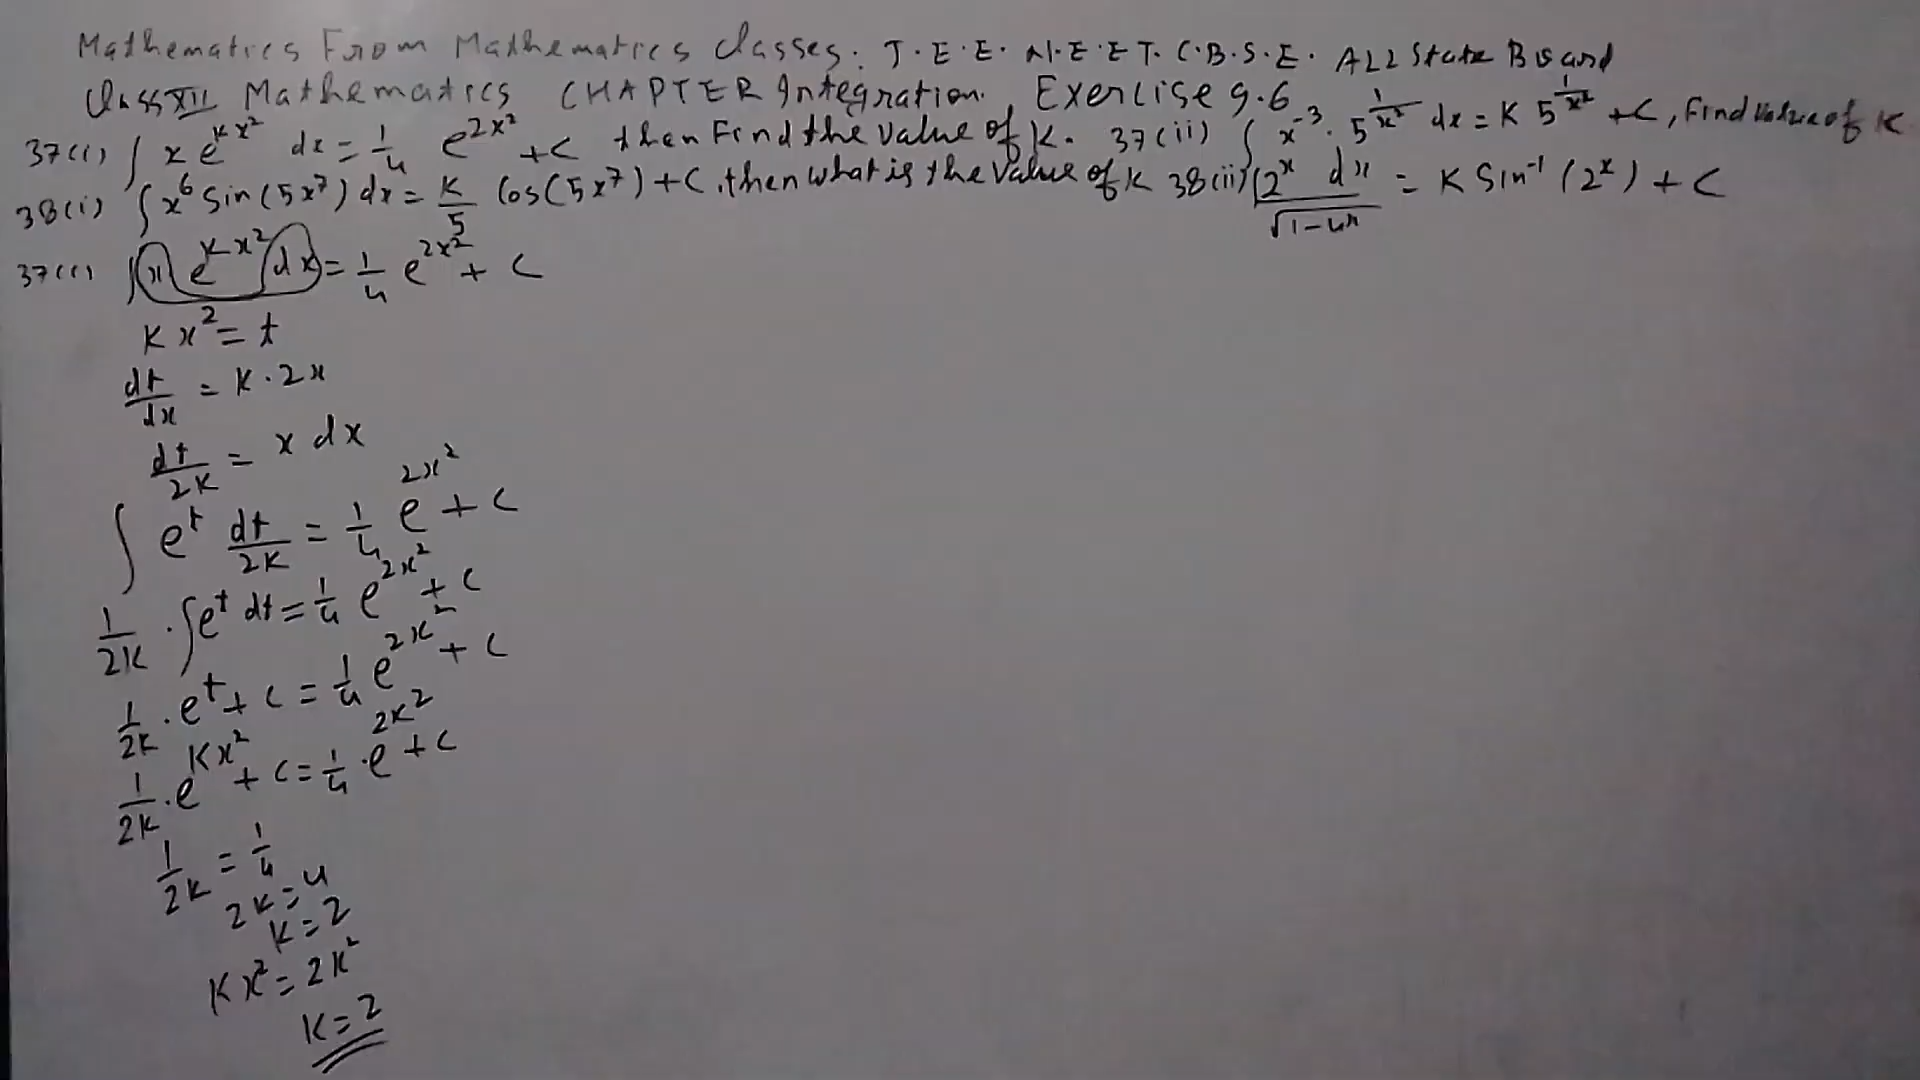 Mathematics From Mathematics Classes. J.E.E. N.E.E T. C.B.S.E. ALL State Board
Class XII Mathematics CHAPTER Integration. Exercise 9.6
37(i) ∫ x e^{kx²} dx = 1/4 e^{2x²} + C then Find the value of K. 37(ii) ∫ x⁻³ · 5^{1/x²} dx = K 5^{1/x²} + C, Find value of K
38(i) ∫ x⁶ Sin(5x⁷) dx = K/5 Cos(5x⁷) + C, then what is the value of K 38(ii) ∫ 2ˣ dx / √(1-4ˣ) = K Sin⁻¹ (2ˣ) + C
37(i) ∫ x e^{Kx²} dx = 1/4 e^{2x²} + C
Kx² = t
dt/dx = K · 2x
dt/2K = x dx
∫ e^t dt/2K = 1/4 e^{2x²} + C
1/2K · ∫ e^t dt = 1/4 e^{2x²} + C
1/2K · e^t + C = 1/4 e^{2x²} + C
1/2K · e^{Kx²} + C = 1/4 · e^{2x²} + C
1/2K = 1/4
2K = 4
K = 2
Kx² = 2x²
K = 2